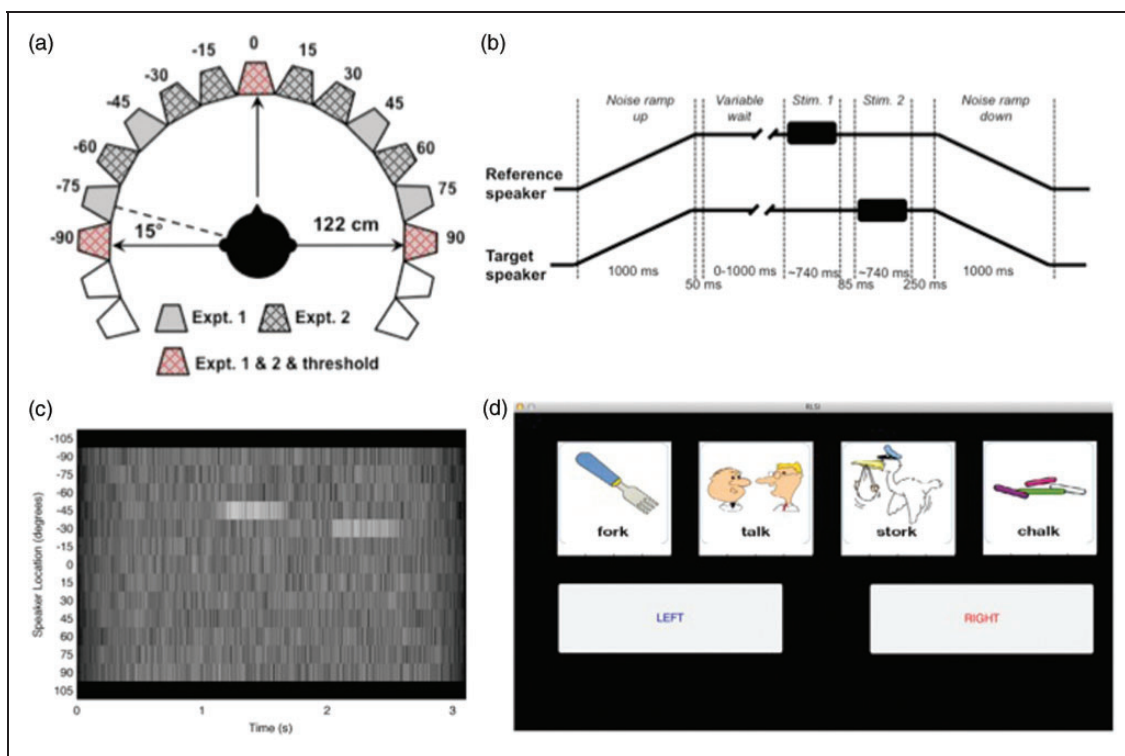 (a)
0
-15
15
-30
30
-45
45
-60
60
-75
75
-90
15°
122 cm
90
Expt. 1
Expt. 2
Expt. 1 & 2 & threshold
(b)
Noise ramp up
Variable wait
Stim. 1
Stim. 2
Noise ramp down
Reference speaker
Target speaker
1000 ms
50 ms
0-1000 ms
~740 ms
85 ms
~740 ms
250 ms
1000 ms
(c)
Speaker Location (degrees)
-105
-90
-75
-60
-45
-30
-15
0
15
30
45
60
75
90
105
0
1
2
3
Time (s)
(d)
fork
talk
stork
chalk
LEFT
RIGHT